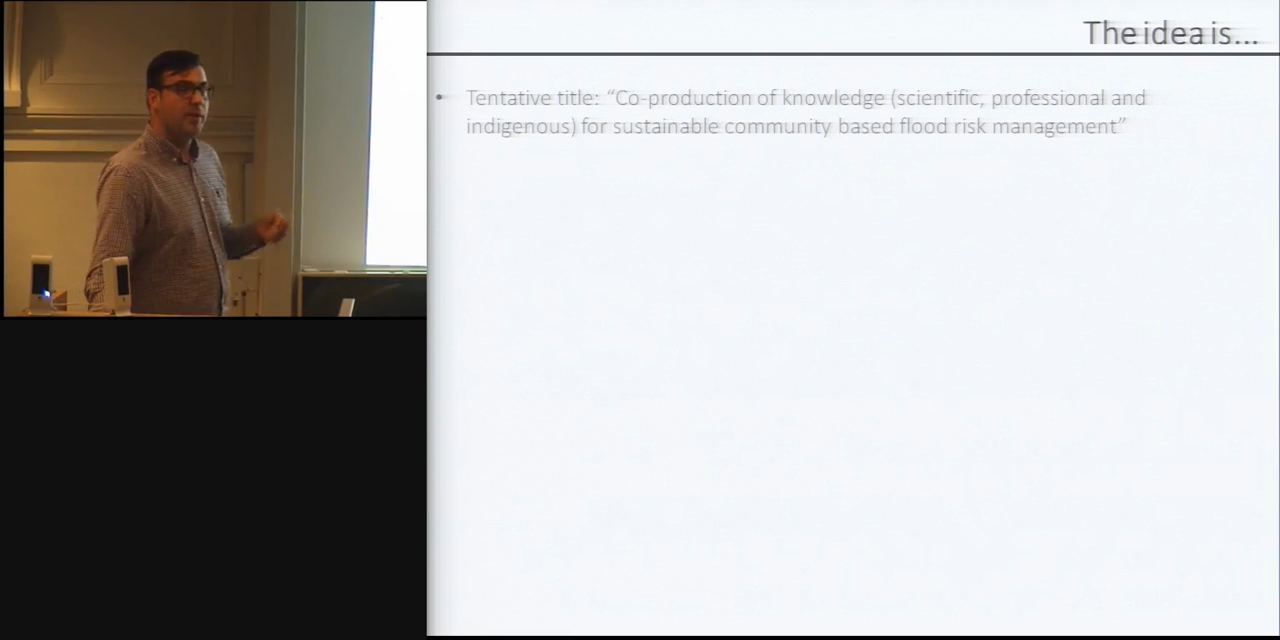 The idea is...
• Tentative title: “Co-production of knowledge (scientific, professional and
indigenous) for sustainable community based flood risk management”